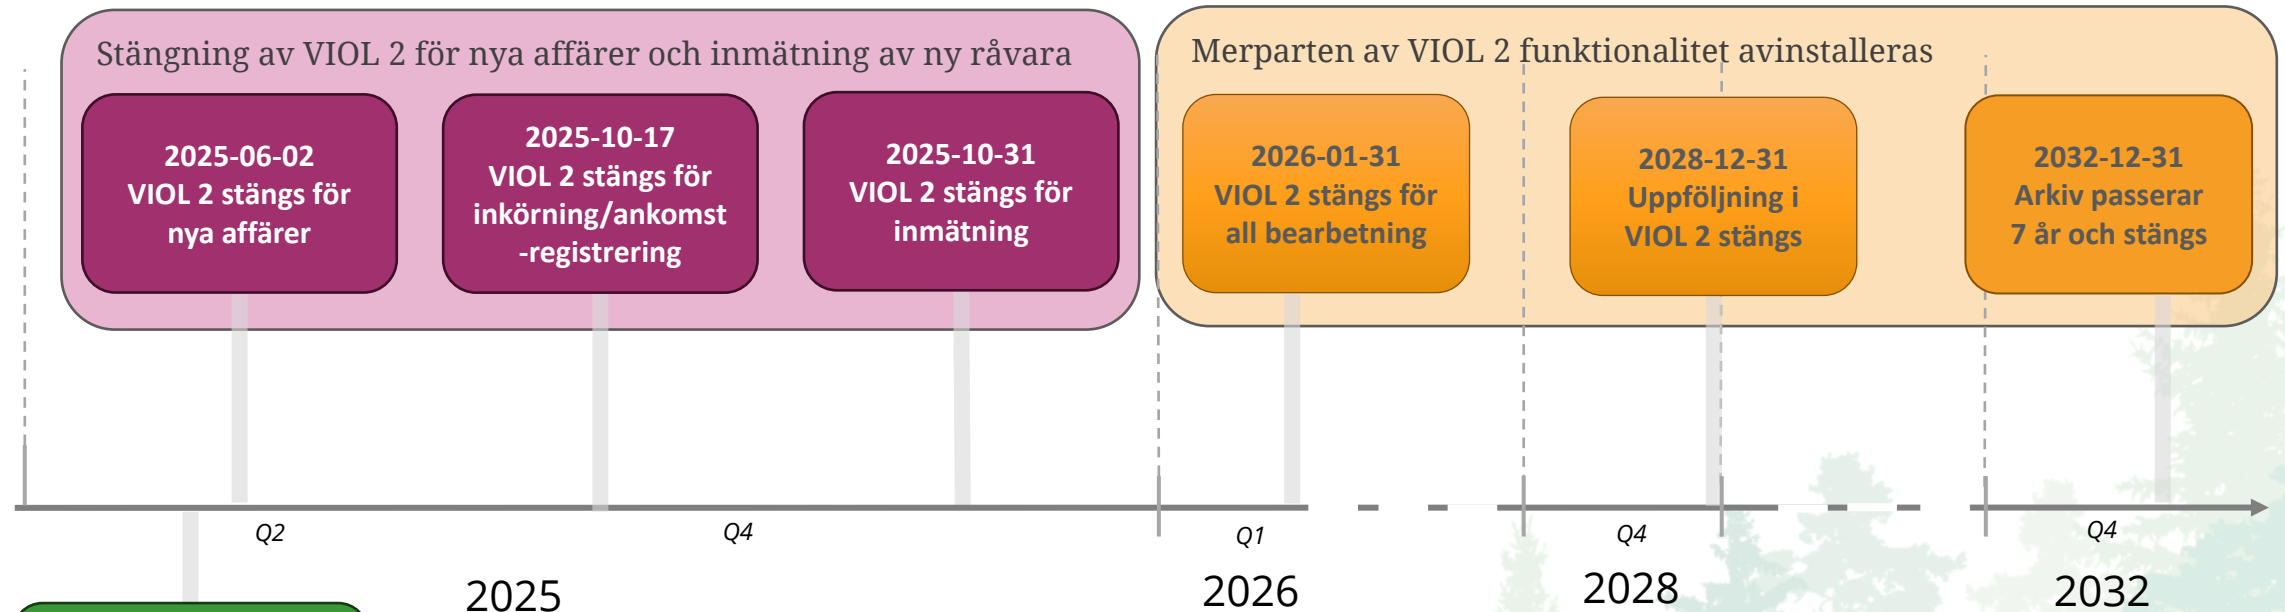 Stängning av VIOL 2 för nya affärer och inmätning av ny råvara
2025-06-02
VIOL 2 stängs för
nya affärer
2025-10-17
VIOL 2 stängs för
inkörning/ankomst
-registrering
2025-10-31
VIOL 2 stängs för
inmätning
Merparten av VIOL 2 funktionalitet avinstalleras
2026-01-31
VIOL 2 stängs för
all bearbetning
2028-12-31
Uppföljning i
VIOL 2 stängs
2032-12-31
Arkiv passerar
7 år och stängs
Q2
Q4
Q1
Q4
Q4
2025
2026
2028
2032